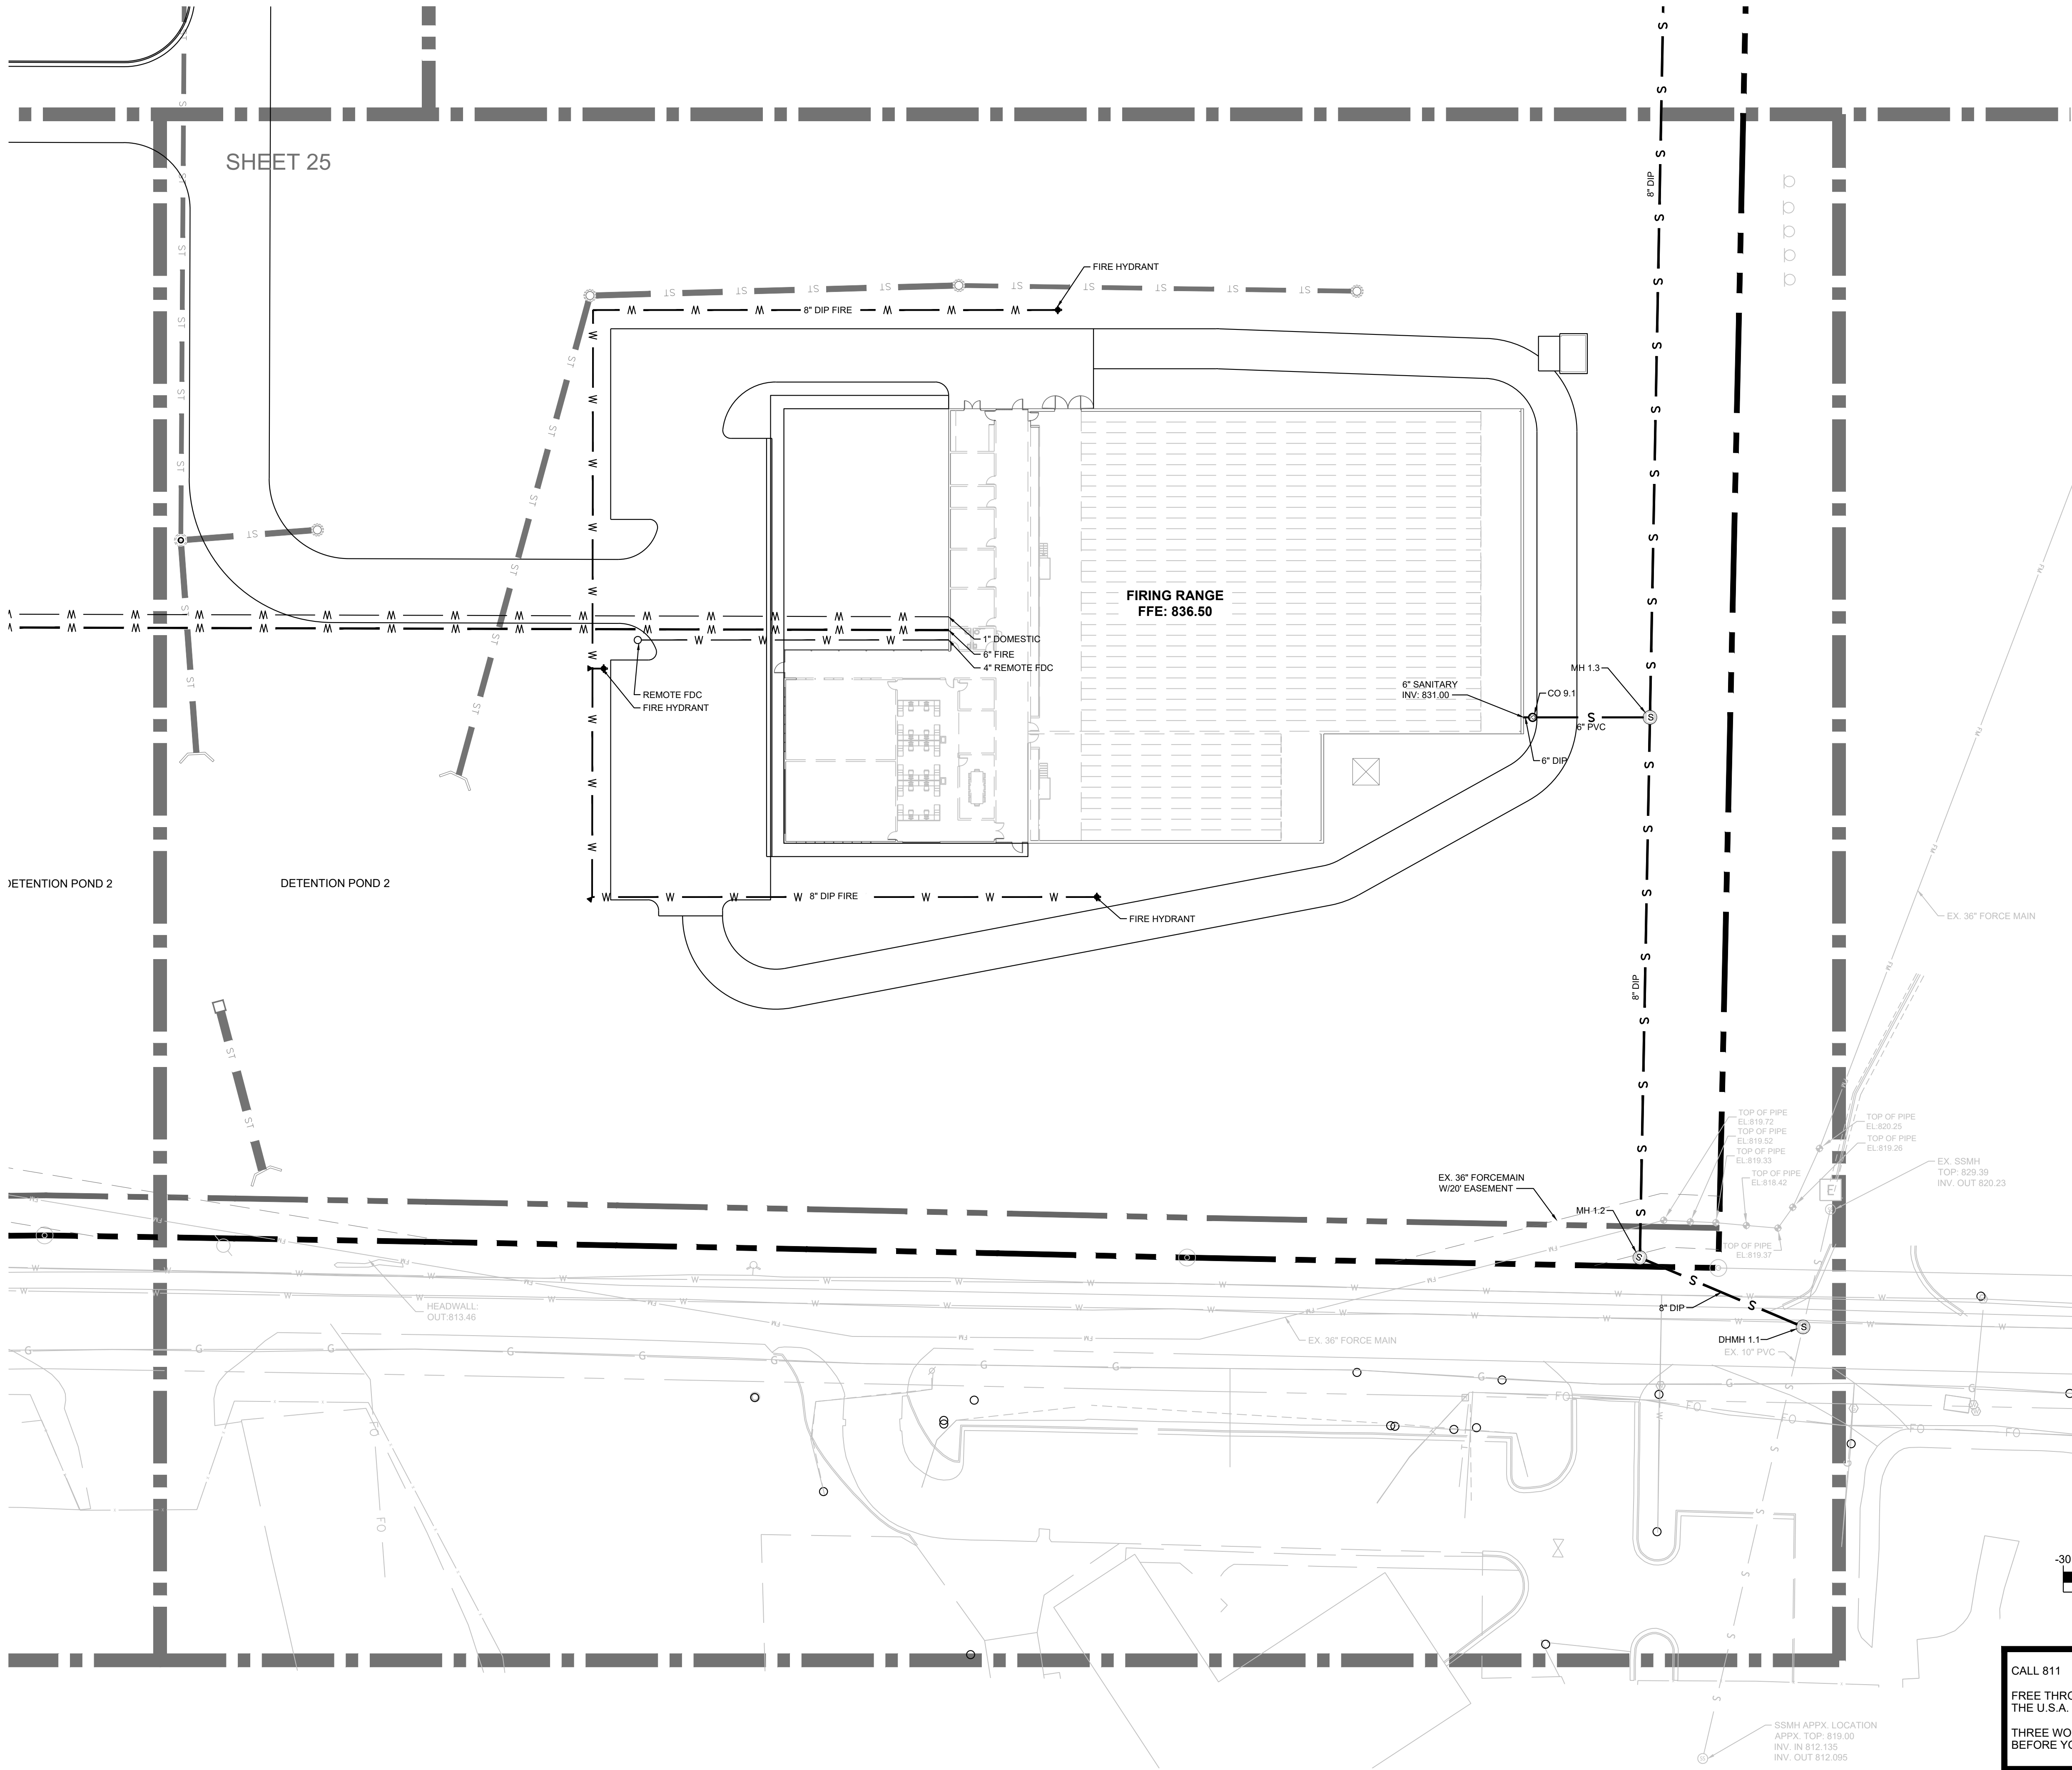 SHEET 25
8" DIP
FIRE HYDRANT
8" DIP FIRE
FIRING RANGE
FFE: 836.50
1" DOMESTIC
6" FIRE
4" REMOTE FDC
REMOTE FDC
FIRE HYDRANT
MH 1.3
6" SANITARY
INV: 831.00
CO 9.1
6" PVC
6" DIP
DETENTION POND 2
DETENTION POND 2
8" DIP FIRE
FIRE HYDRANT
EX. 36" FORCE MAIN
8" DIP
TOP OF PIPE
EL:819.72
TOP OF PIPE
EL:819.52
TOP OF PIPE
EL:819.33
TOP OF PIPE
EL:818.42
TOP OF PIPE
EL:820.25
TOP OF PIPE
EL:819.26
EX. SSMH
TOP: 829.39
INV. OUT 820.23
E
EX. 36" FORCEMAIN
W/20' EASEMENT
MH 1.2
TOP OF PIPE
EL:819.37
HEADWALL:
OUT:813.46
8" DIP
EX. 36" FORCE MAIN
DHMH 1.1
EX. 10" PVC
-30
CALL 811
THE U.S.A.
SSMH APPX. LOCATION
APPX. TOP: 819.00
INV. IN 812.135
INV. OUT 812.095
THREE
BEFORE